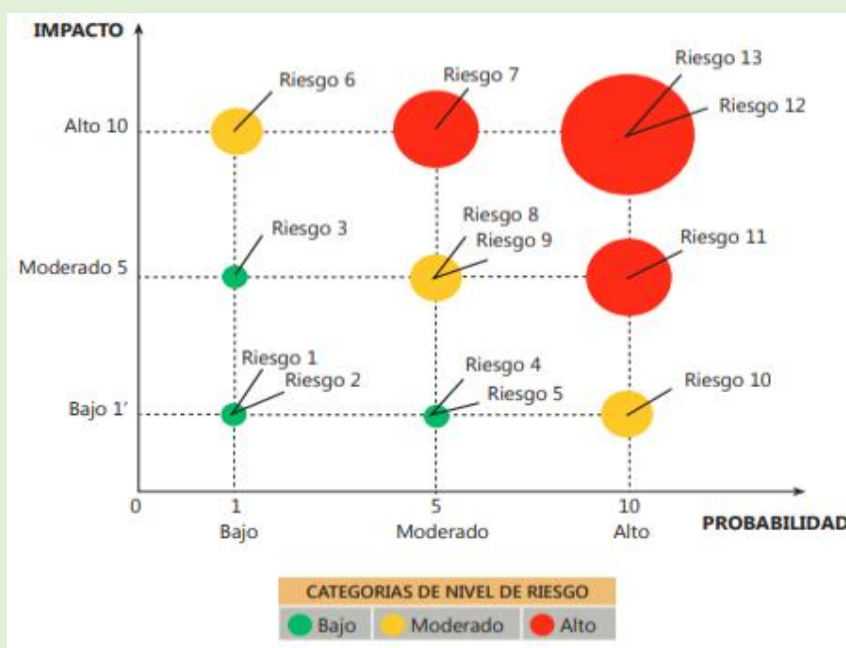 IMPACTO
Riesgo 13
Riesgo 7
Riesgo 6
Riesgo 12
Alto 10
Riesgo 8
Riesgo 3
Riesgo 9
Riesgo 11
Moderado 5
Riesgo 1
Riesgo 4
Riesgo 2
Riesgo 5
Riesgo 10
Bajo 1’
0 1 5 10
Bajo Moderado Alto
PROBABILIDAD
CATEGORIAS DE NIVEL DE RIESGO
Bajo Moderado Alto